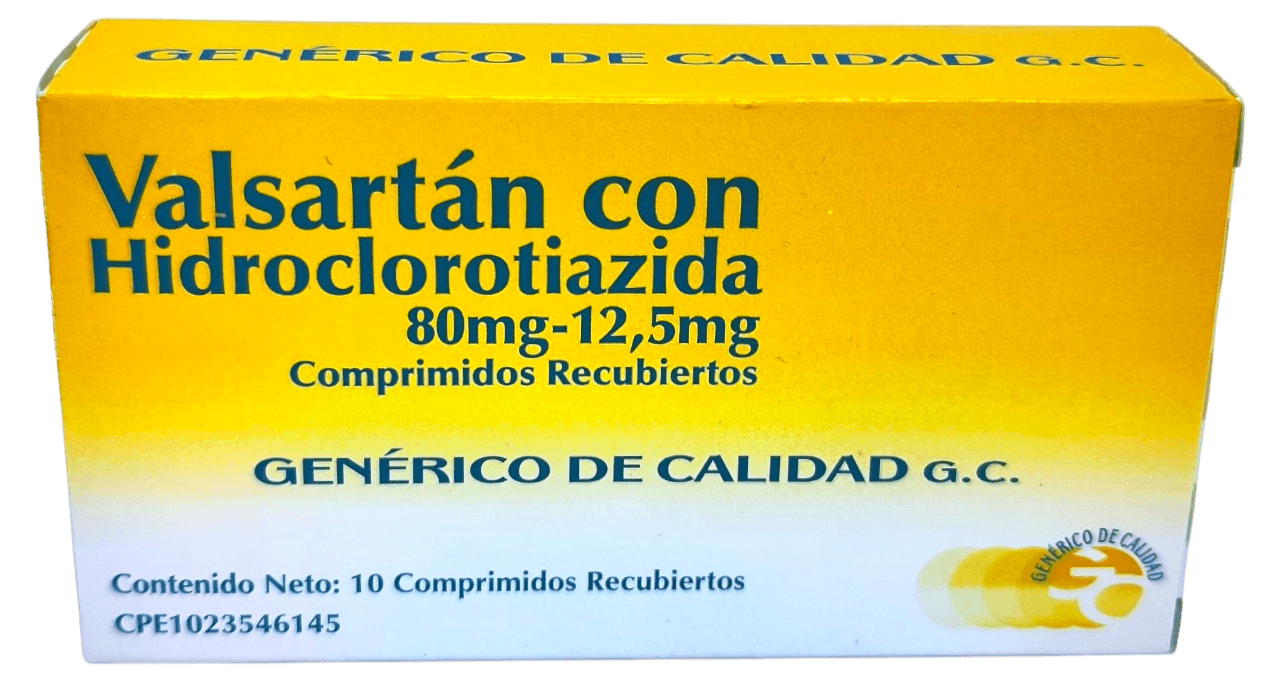 GENÉRICO DE CALIDAD G.C.
Valsartán con
Hidroclorotiazida
80mg-12,5mg
Comprimidos Recubiertos
GENÉRICO DE CALIDAD G.C.
Contenido Neto: 10 Comprimidos Recubiertos
CPE1023546145
GENÉRICO DE CALIDAD
GC